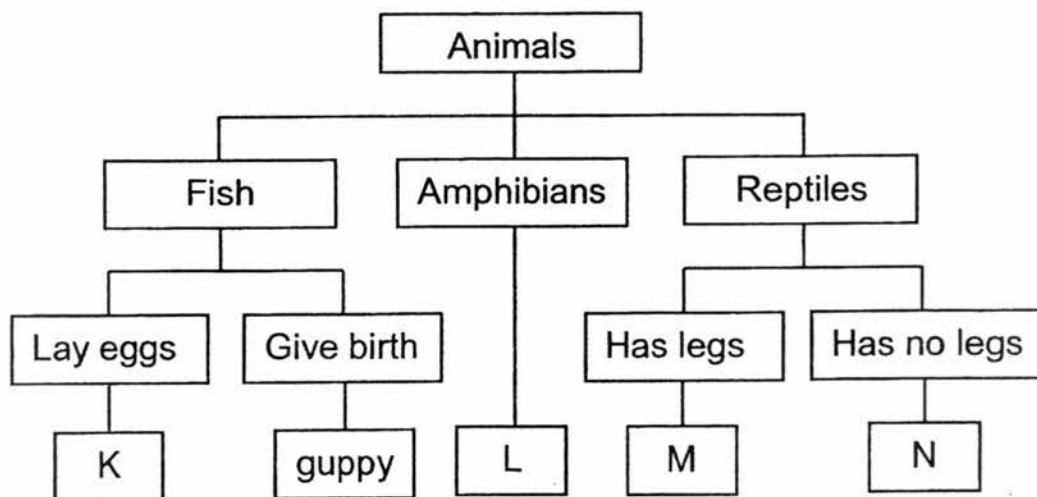 Animals
Fish
Amphibians
Reptiles
Lay eggs
Give birth
Has legs
Has no legs
K
guppy
L
M
N